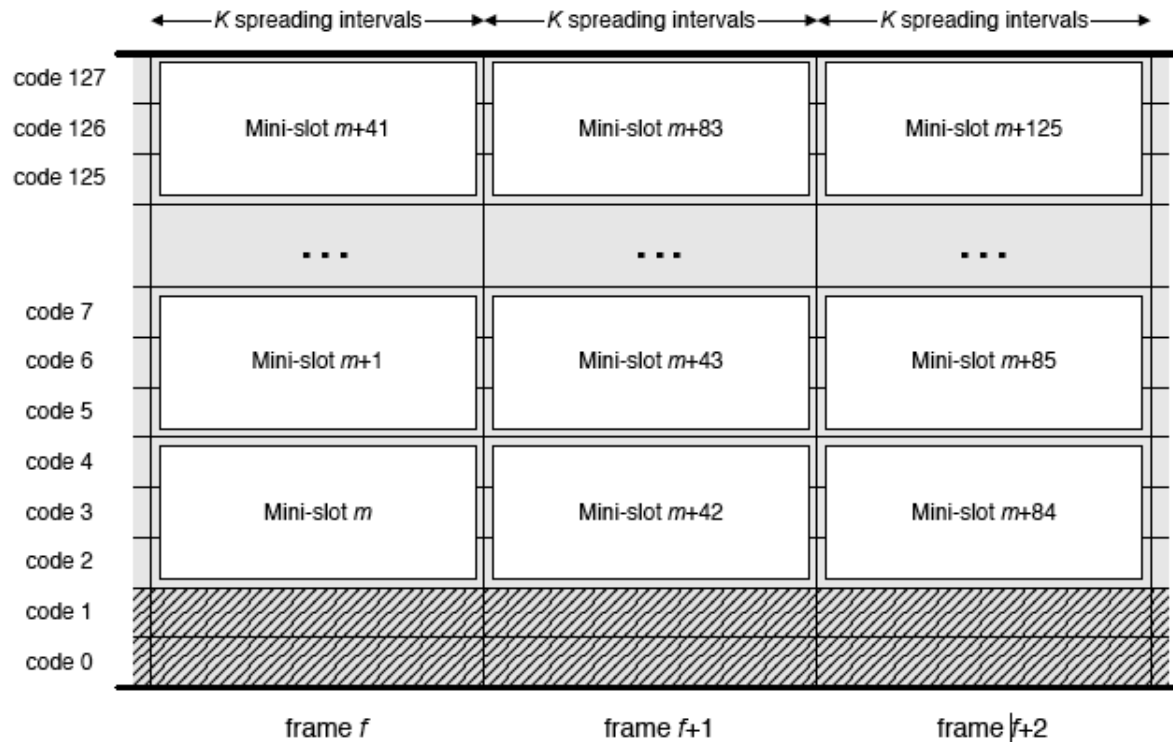 K spreading intervals K spreading intervals K spreading intervals
code 127
code 126 Mini-slot m+41 Mini-slot m+83 Mini-slot m+125
code 125
... ... ...
code 7
code 6 Mini-slot m+1 Mini-slot m+43 Mini-slot m+85
code 5
code 4
code 3 Mini-slot m Mini-slot m+42 Mini-slot m+84
code 2
code 1
code 0
frame f frame f+1 frame f+2